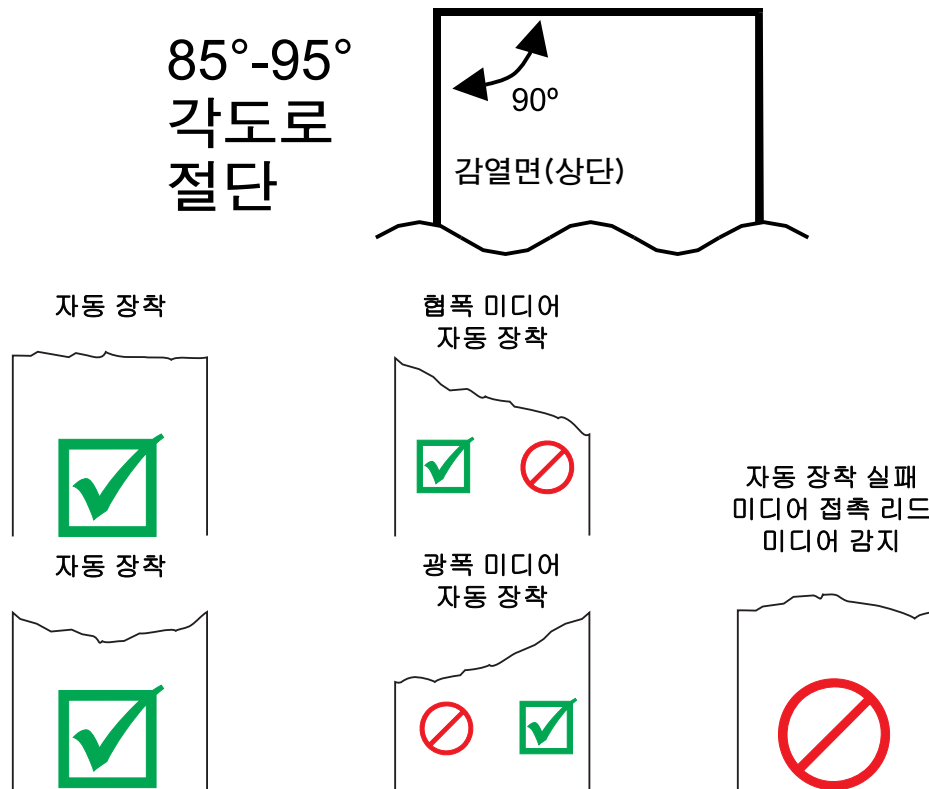 85°-95°
각도로
절단
90º
감열면(상단)
자동 장착
협폭 미디어
자동 장착
자동 장착 실패
미디어 접촉 리드
미디어 감지
자동 장착
광폭 미디어
자동 장착